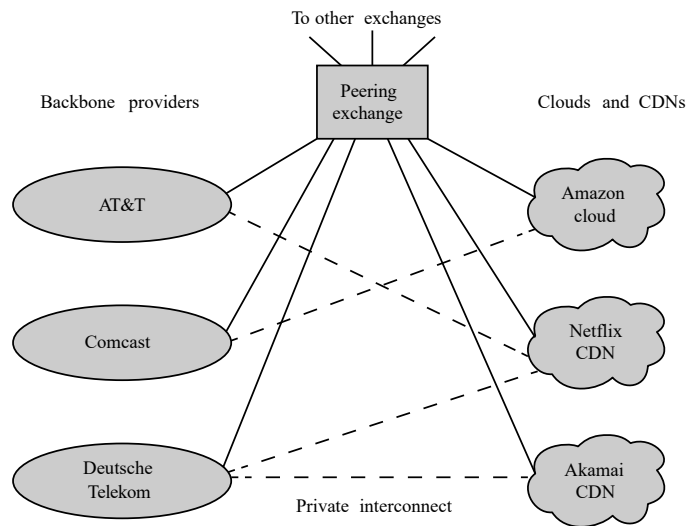 To other exchanges
Backbone providers
Peering
exchange
Clouds and CDNs
AT&T
Amazon
cloud
Comcast
Netflix
CDN
Deutsche
Telekom
Akamai
CDN
Private interconnect